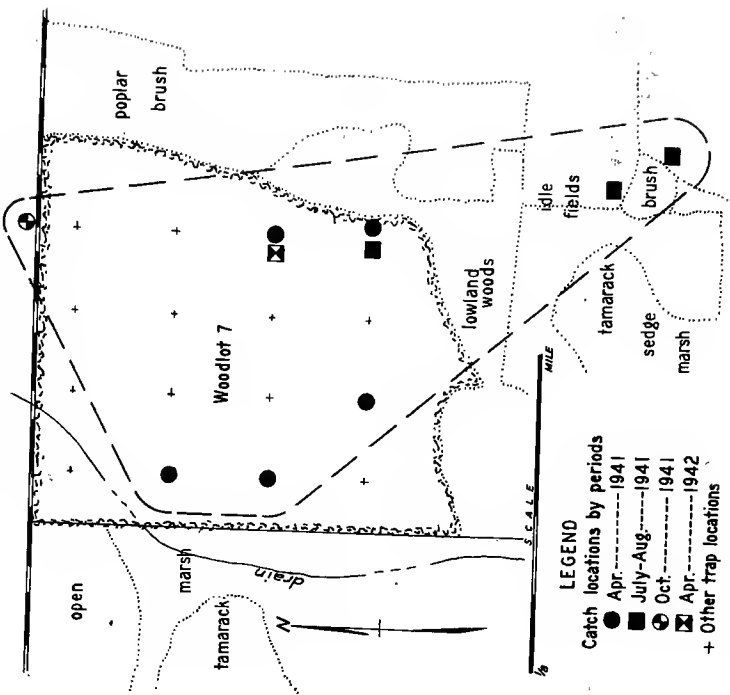 poplar
brush
Woodlot 7
idle
fields
brush
lowland
woods
tamarack
sedge
marsh
open
marsh
tamarack
drain
N
SCALE
1/8
MILE
LEGEND
Catch locations by periods
Apr.----------1941
July-Aug.-----1941
Oct.----------1941
Apr.----------1942
+ Other trap locations